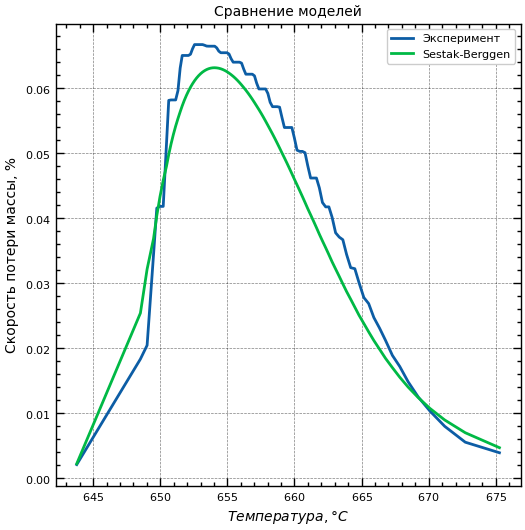 Сравнение моделей
Эксперимент
Sestak-Berggen
Скорость потери массы, %
0.06
0.05
0.04
0.03
0.02
0.01
0.00
645 650 655 660 665 670 675
Температура, °C